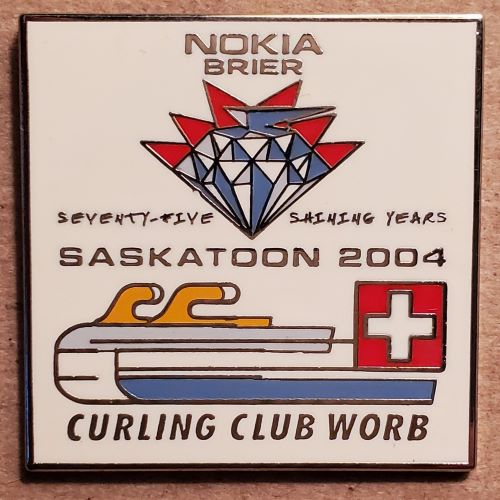 NOKIA
BRIER
SEVENTY-FIVE SHINING YEARS
SASKATOON 2004
CURLING CLUB WORB